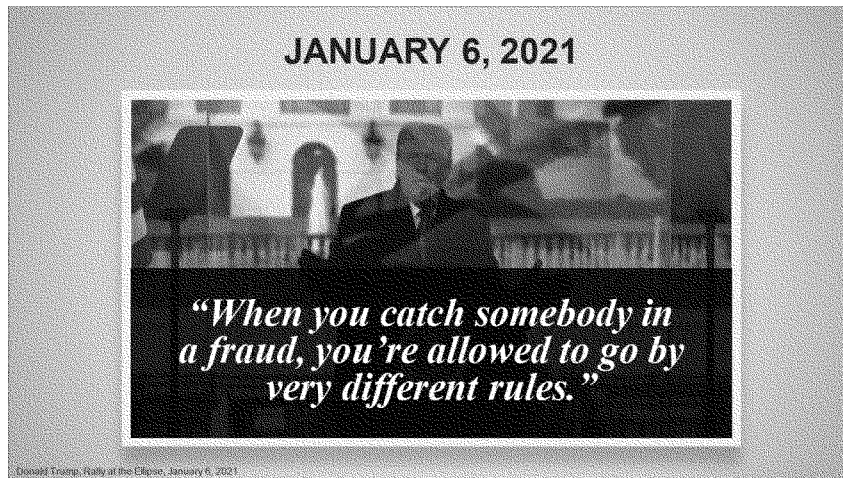 JANUARY 6, 2021
“When you catch somebody in
a fraud, you’re allowed to go by
very different rules.”
Donald Trump, Rally at the Ellipse, January 6, 2021